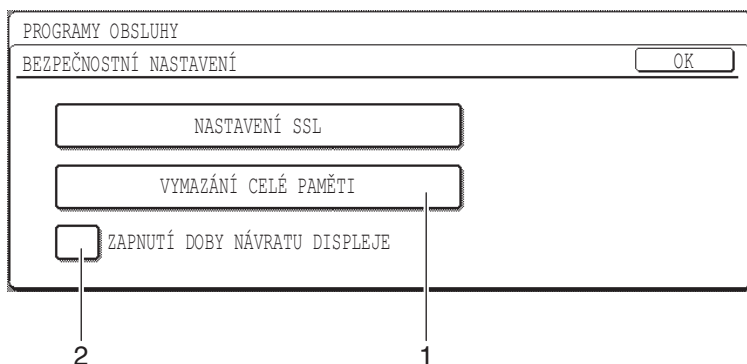 PROGRAMY OBSLUHY
BEZPEČNOSTNÍ NASTAVENÍ OK
NASTAVENÍ SSL
VYMAZÁNÍ CELÉ PAMĚTI
ZAPNUTÍ DOBY NÁVRATU DISPLEJE
2 1